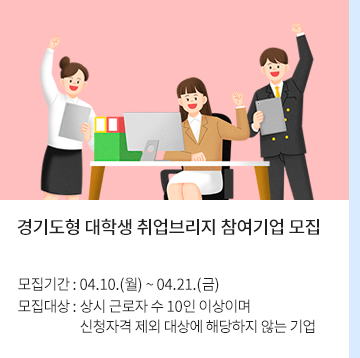 경기도형 대학생 취업브리지 참여기업 모집
모집기간 : 04.10.(월) ~ 04.21.(금)
모집대상 : 상시 근로자 수 10인 이상이며
신청자격 제외 대상에 해당하지 않는 기업